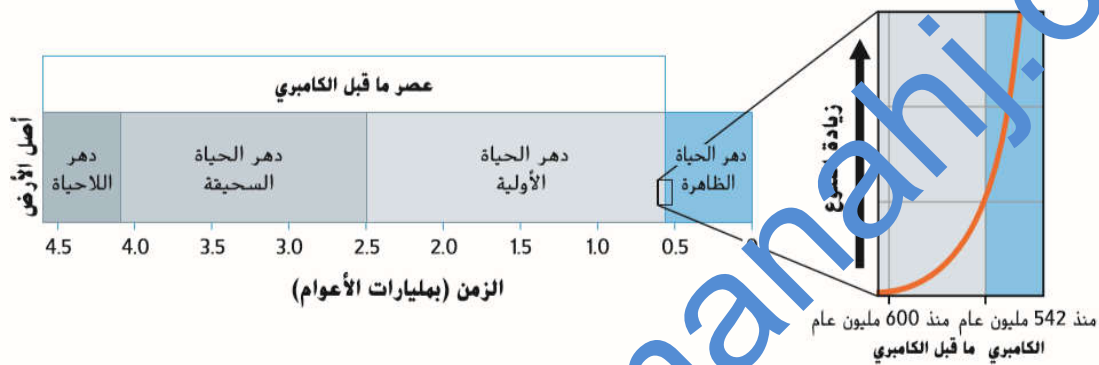 عصر ما قبل الكامبري
أصل الأرض
دهر
اللاحياة
دهر الحياة
السحيقة
دهر الحياة
الأولية
دهر الحياة
الظاهرة
4.5 4.0 3.5 3.0 2.5 2.0 1.5 1.0 0.5
الزمن (بمليارات الأعوام)
زيادة
منذ 600 مليون عام
منذ 542 مليون عام
ما قبل الكامبري
الكامبري
manahj.c